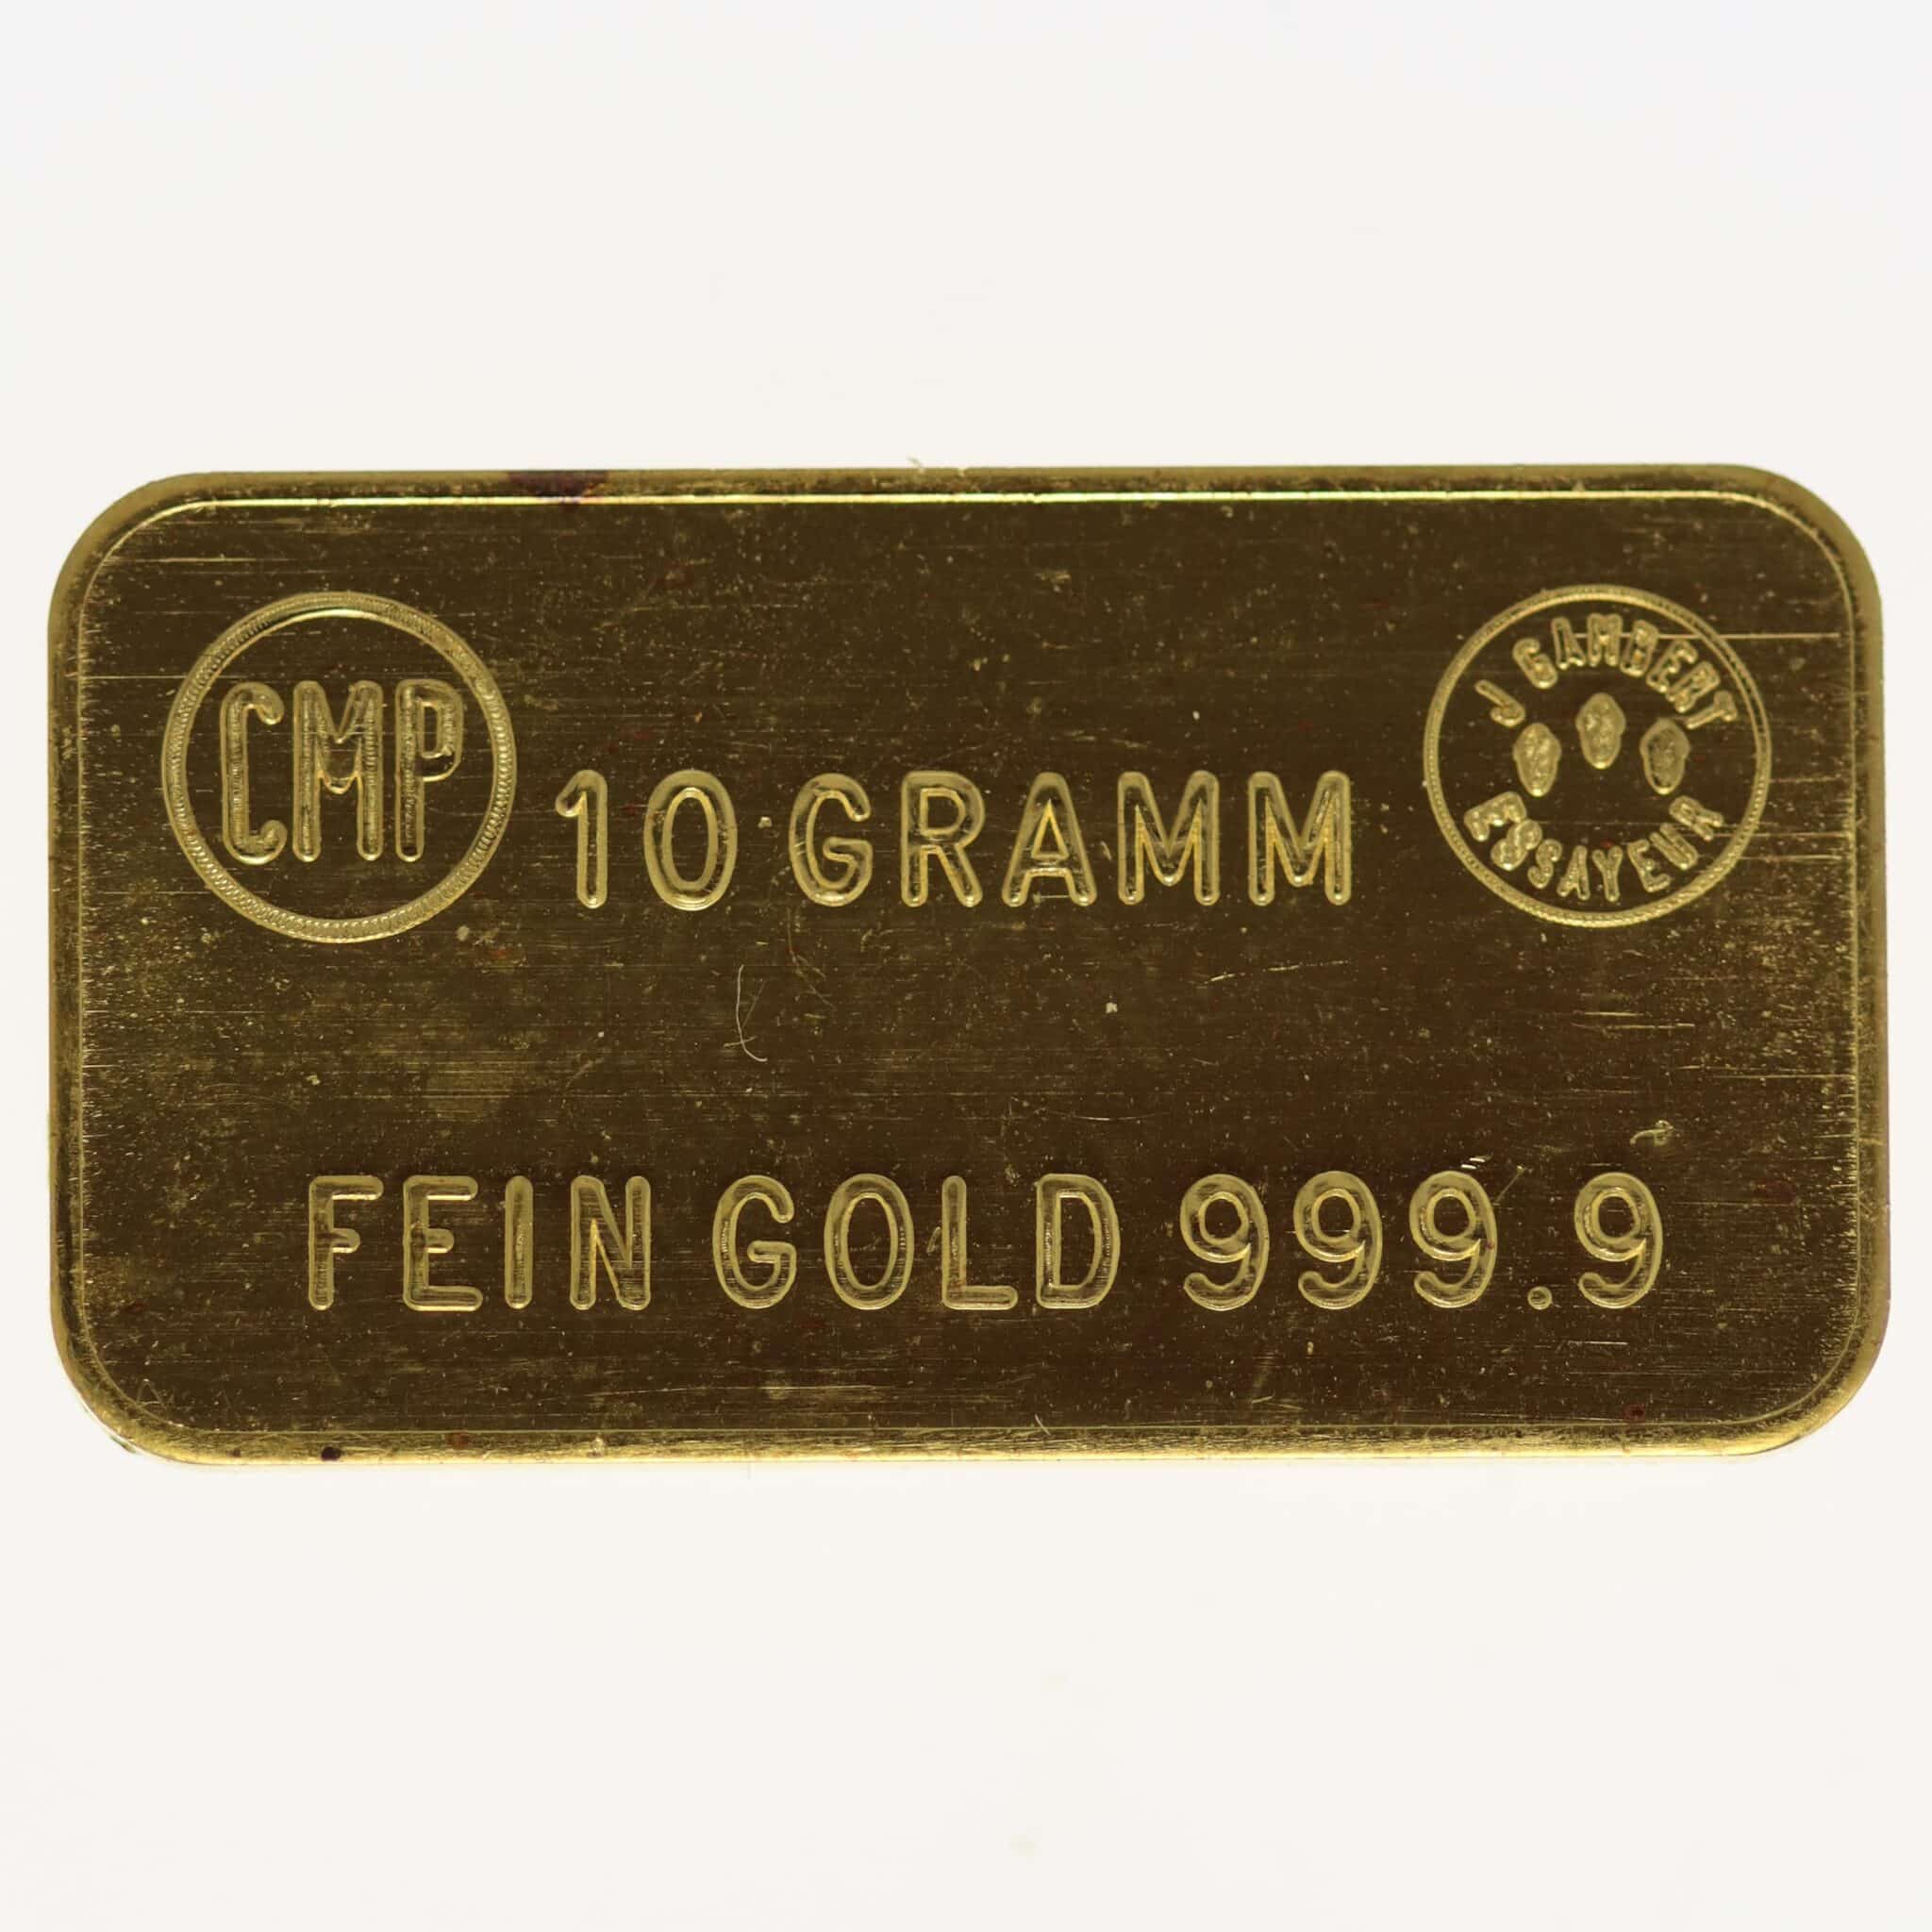 CMP
10 GRAMM
J GAMBERT
ESSAYEUR
FEIN GOLD 999.9